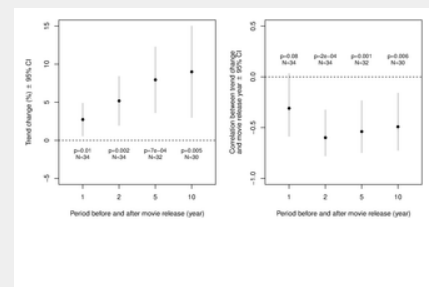 Trend change (%) ± 95% CI
15
10
5
0
−5
p=0.01 p=0.002 p=7e−04 p=0.005
N=34 N=34 N=32 N=30
1 2 5 10
Period before and after movie release (year)
Correlation between trend change
and movie release year ± 95% CI
0.5
0.0
−0.5
−1.0
p=0.08 p=2e−04 p=0.001 p=0.006
N=34 N=34 N=32 N=30
1 2 5 10
Period before and after movie release (year)